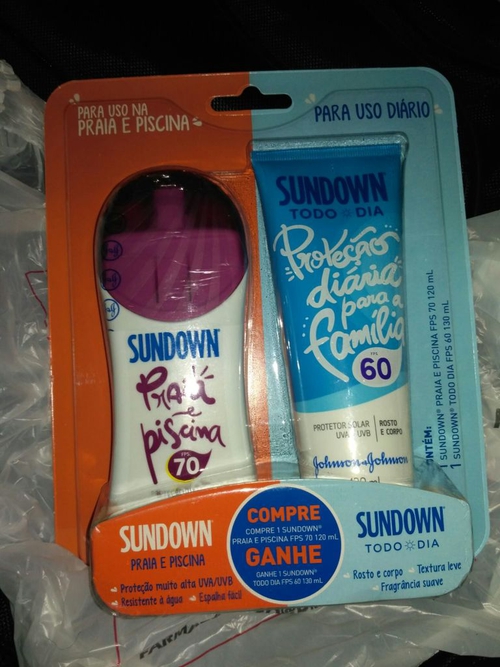 PARA USO NA
PRAIA E PISCINA
PARA USO DIÁRIO
SUNDOWN
Praia
e
piscina
FPS
70
SUNDOWN
TODO DIA
Proteção
diária
para a
família
FPS
60
PROTETOR SOLAR
UVA UVB
ROSTO
E CORPO
Johnson & Johnson
CONTÉM:
1 SUNDOWN® PRAIA E PISCINA FPS 70 120 mL
1 SUNDOWN® TODO DIA FPS 60 130 mL
SUNDOWN®
PRAIA E PISCINA
Proteção muito alta UVA/UVB
Resistente à água Espalha fácil
COMPRE
COMPRE 1 SUNDOWN®
PRAIA E PISCINA FPS 70 120 mL
GANHE
GANHE 1 SUNDOWN®
TODO DIA FPS 60 130 mL
SUNDOWN®
TODO DIA
Rosto e corpo Textura leve
Fragrância suave